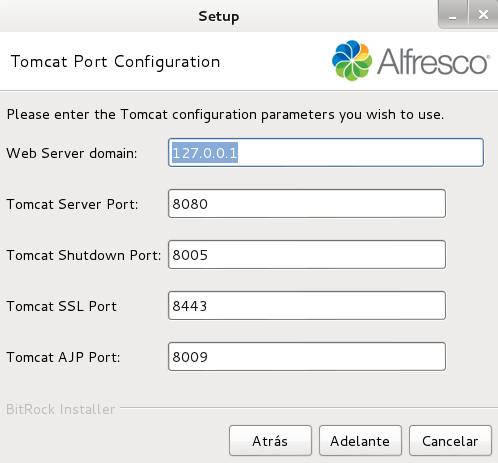 Setup
Tomcat Port Configuration
Alfresco
Please enter the Tomcat configuration parameters you wish to use.
Web Server domain: 127.0.0.1
Tomcat Server Port: 8080
Tomcat Shutdown Port: 8005
Tomcat SSL Port 8443
Tomcat AJP Port: 8009
BitRock Installer
Atrás Adelante Cancelar